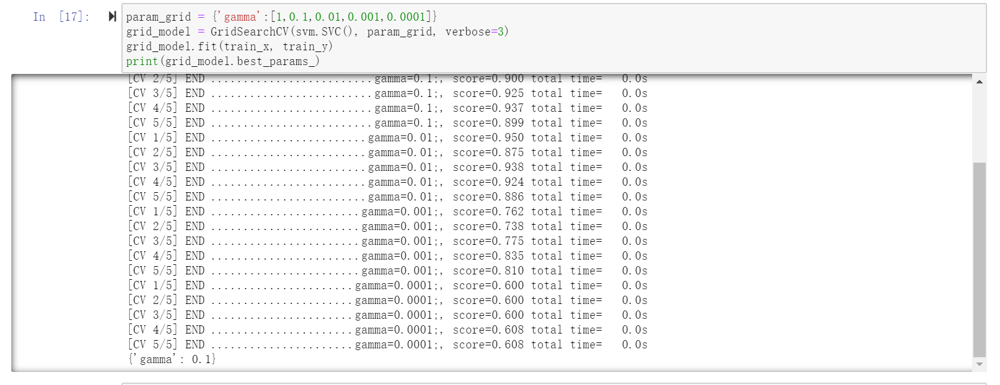 In [17]:
param_grid = {'gamma':[1,0.1,0.01,0.001,0.0001]}
grid_model = GridSearchCV(svm.SVC(), param_grid, verbose=3)
grid_model.fit(train_x, train_y)
print(grid_model.best_params_)
[CV 2/5] END .........................gamma=0.1;, score=0.900 total time=   0.0s
[CV 3/5] END .........................gamma=0.1;, score=0.925 total time=   0.0s
[CV 4/5] END .........................gamma=0.1;, score=0.937 total time=   0.0s
[CV 5/5] END .........................gamma=0.1;, score=0.899 total time=   0.0s
[CV 1/5] END ........................gamma=0.01;, score=0.950 total time=   0.0s
[CV 2/5] END ........................gamma=0.01;, score=0.875 total time=   0.0s
[CV 3/5] END ........................gamma=0.01;, score=0.938 total time=   0.0s
[CV 4/5] END ........................gamma=0.01;, score=0.924 total time=   0.0s
[CV 5/5] END ........................gamma=0.01;, score=0.886 total time=   0.0s
[CV 1/5] END .......................gamma=0.001;, score=0.762 total time=   0.0s
[CV 2/5] END .......................gamma=0.001;, score=0.738 total time=   0.0s
[CV 3/5] END .......................gamma=0.001;, score=0.775 total time=   0.0s
[CV 4/5] END .......................gamma=0.001;, score=0.835 total time=   0.0s
[CV 5/5] END .......................gamma=0.001;, score=0.810 total time=   0.0s
[CV 1/5] END ......................gamma=0.0001;, score=0.600 total time=   0.0s
[CV 2/5] END ......................gamma=0.0001;, score=0.600 total time=   0.0s
[CV 3/5] END ......................gamma=0.0001;, score=0.600 total time=   0.0s
[CV 4/5] END ......................gamma=0.0001;, score=0.608 total time=   0.0s
[CV 5/5] END ......................gamma=0.0001;, score=0.608 total time=   0.0s
{'gamma': 0.1}